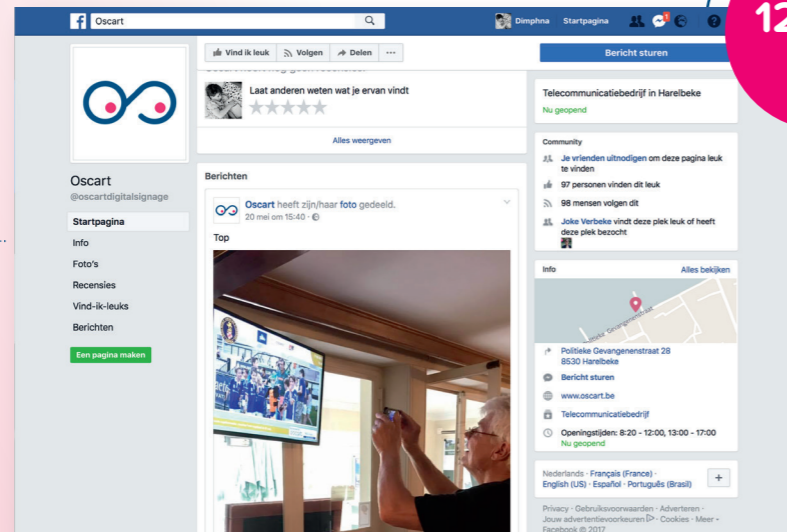 12
Oscart
Dimphna Startpagina 1
Vind ik leuk Volgen Delen ...
Bericht sturen
Laat anderen weten wat je ervan vindt
Alles weergeven
Oscart
@oscartdigitalsignage
Startpagina
Info
Foto's
Recensies
Vind-ik-leuks
Berichten
Een pagina maken
Berichten
Oscart heeft zijn/haar foto gedeeld.
20 mei om 15:40 ·
Top
Telecommunicatiebedrijf in Harelbeke
Nu geopend
Community
Je vrienden uitnodigen om deze pagina leuk
te vinden
97 personen vinden dit leuk
98 mensen volgen dit
Joke Verbeke vindt deze plek leuk of heeft
deze plek bezocht
Info Alles bekijken
Politieke Gevangenenstraat
Politieke Gevangenenstraat 28
8530 Harelbeke
Bericht sturen
www.oscart.be
Telecommunicatiebedrijf
Openingstijden: 8:20 - 12:00, 13:00 - 17:00
Nu geopend
Nederlands · Français (France) ·
English (US) · Español · Português (Brasil)
+
Privacy · Gebruiksvoorwaarden · Adverteren ·
Jouw advertentievoorkeuren · Cookies · Meer
Facebook © 2017